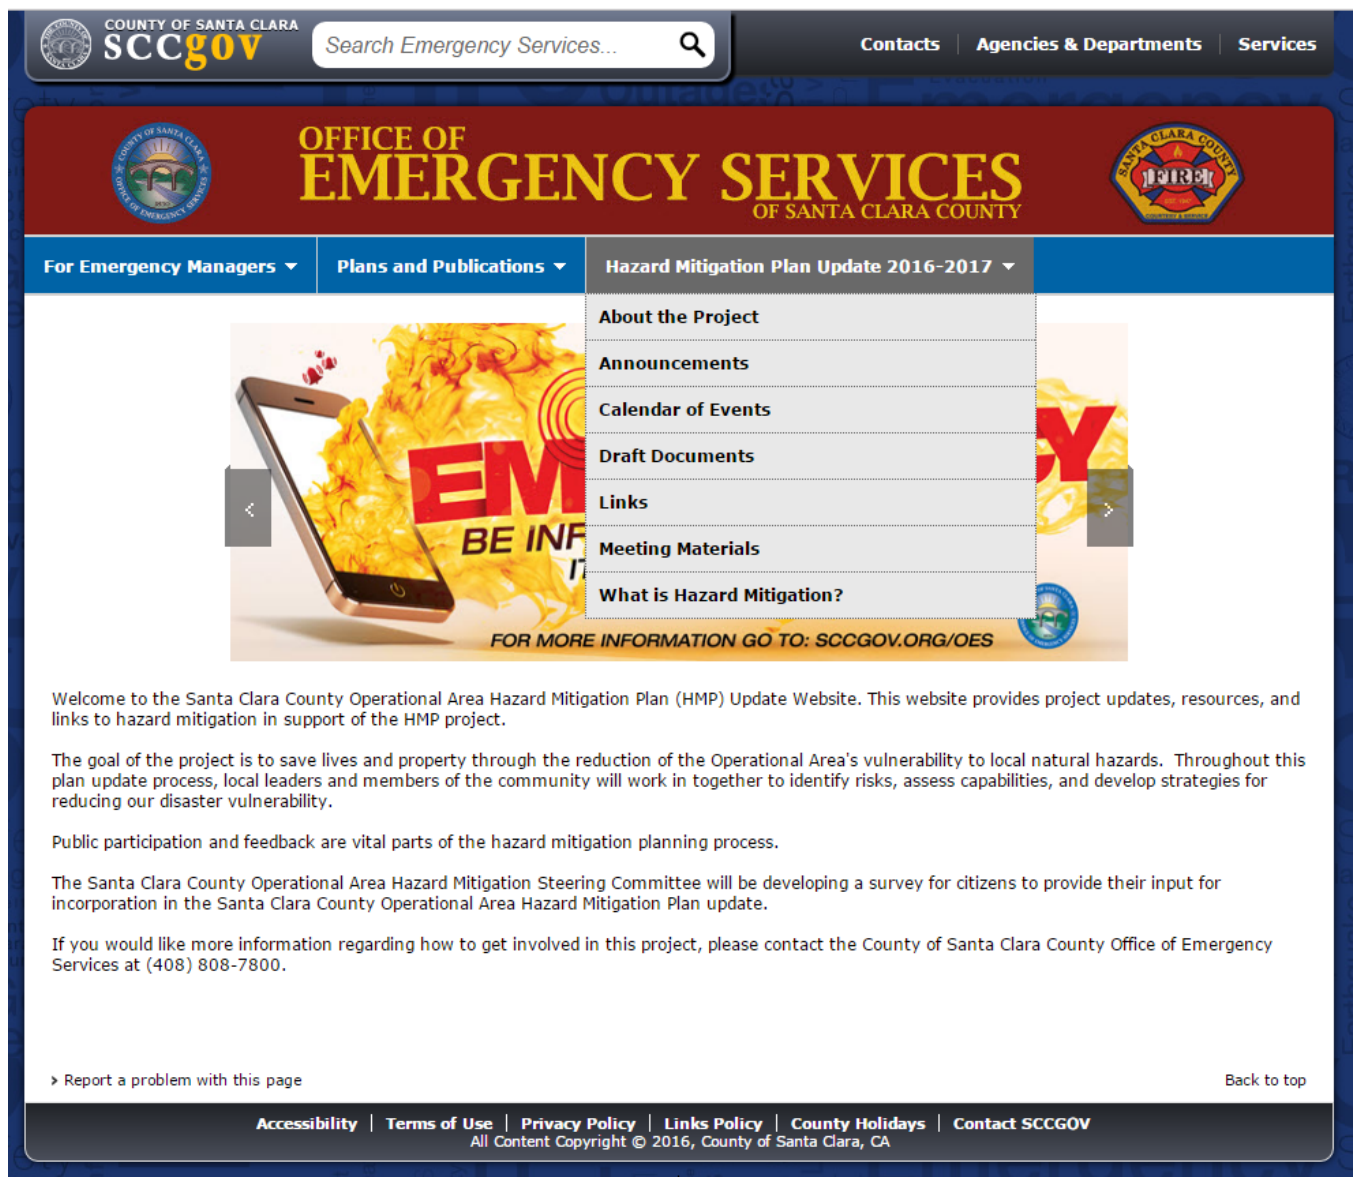 COUNTY OF SANTA CLARA
SCCgov
Search Emergency Services...
Contacts
Agencies & Departments
Services
Outage
Evacuation
Emergency
OFFICE OF
EMERGENCY SERVICES
OF SANTA CLARA COUNTY
SANTA CLARA COUNTY
FIRE
For Emergency Managers
Plans and Publications
Hazard Mitigation Plan Update 2016-2017
About the Project
Announcements
Calendar of Events
Draft Documents
Links
Meeting Materials
What is Hazard Mitigation?
BE INF
FOR MORE INFORMATION GO TO: SCCGOV.ORG/OES
Welcome to the Santa Clara County Operational Area Hazard Mitigation Plan (HMP) Update Website. This website provides project updates, resources, and
links to hazard mitigation in support of the HMP project.
The goal of the project is to save lives and property through the reduction of the Operational Area's vulnerability to local natural hazards.  Throughout this
plan update process, local leaders and members of the community will work in together to identify risks, assess capabilities, and develop strategies for
reducing our disaster vulnerability.
Public participation and feedback are vital parts of the hazard mitigation planning process.
The Santa Clara County Operational Area Hazard Mitigation Steering Committee will be developing a survey for citizens to provide their input for
incorporation in the Santa Clara County Operational Area Hazard Mitigation Plan update.
If you would like more information regarding how to get involved in this project, please contact the County of Santa Clara County Office of Emergency
Services at (408) 808-7800.
Report a problem with this page
Back to top
Accessibility | Terms of Use | Privacy Policy | Links Policy | County Holidays | Contact SCCGOV
All Content Copyright © 2016, County of Santa Clara, CA